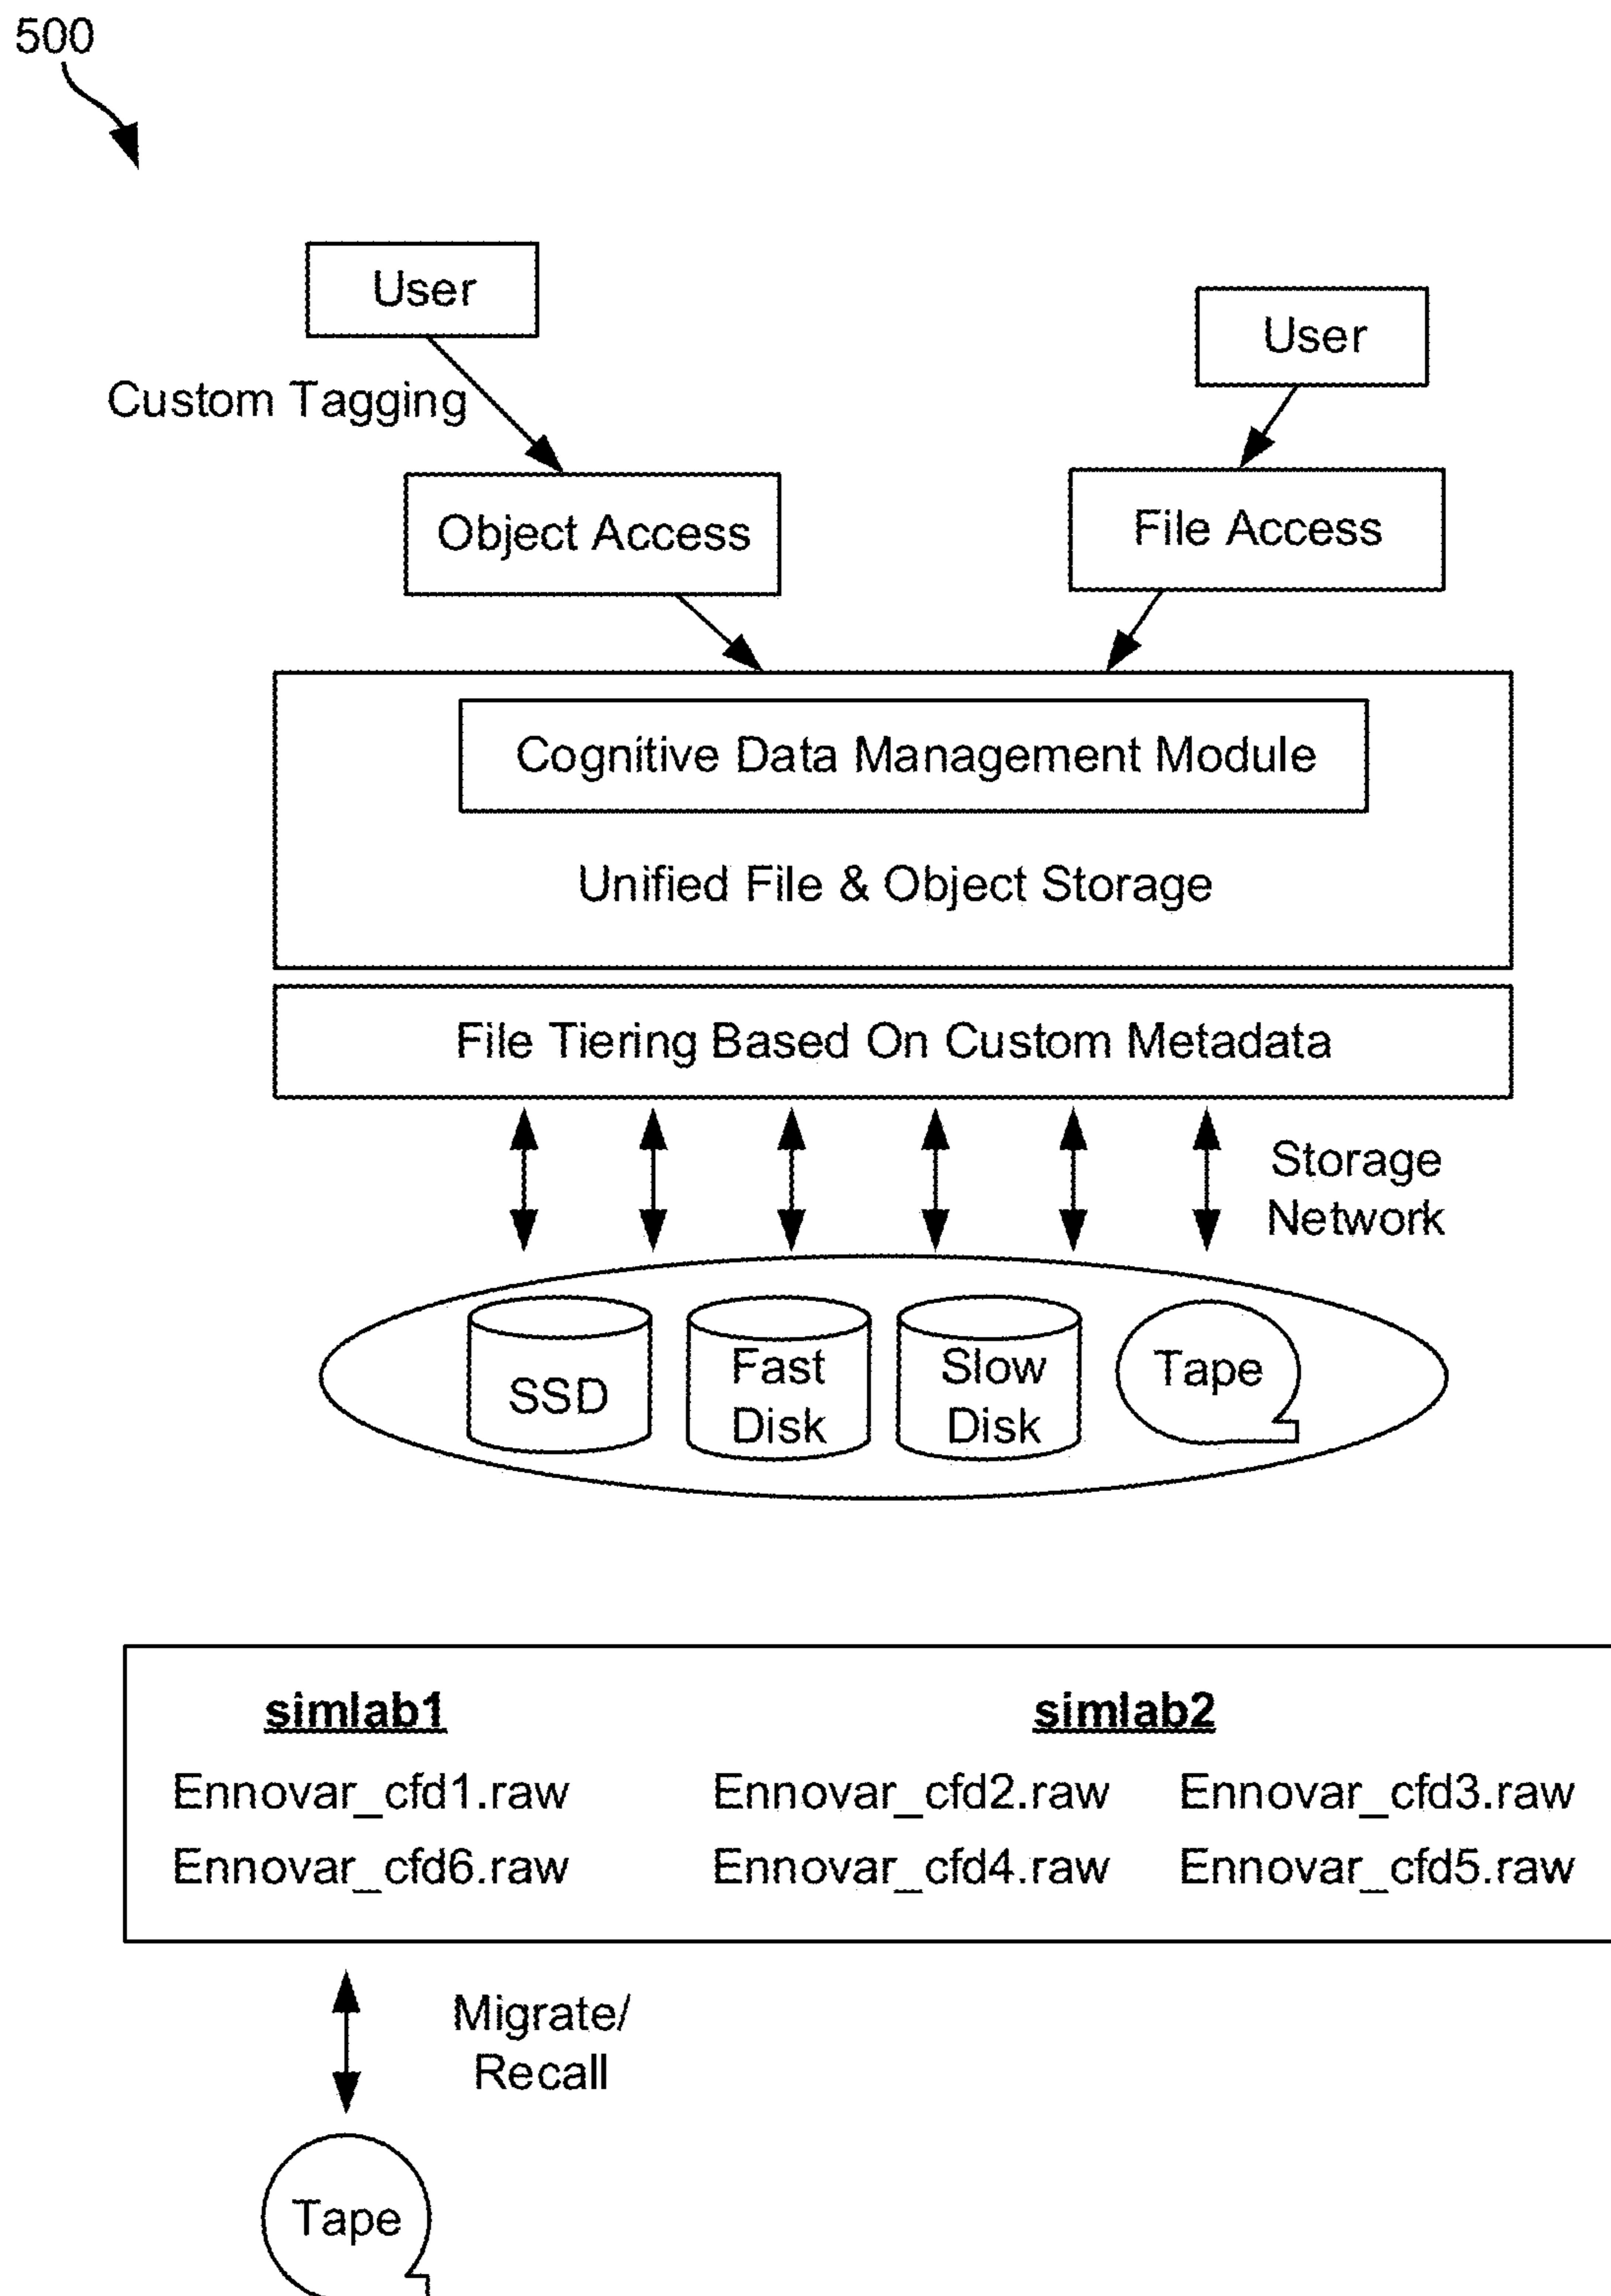 500
User
User
Custom Tagging
Object Access
File Access
Cognitive Data Management Module
Unified File & Object Storage
File Tiering Based On Custom Metadata
Storage
Network
SSD
Fast
Disk
Slow
Disk
Tape
simlab1
simlab2
Ennovar_cfd1.raw
Ennovar_cfd2.raw
Ennovar_cfd3.raw
Ennovar_cfd6.raw
Ennovar_cfd4.raw
Ennovar_cfd5.raw
Migrate/
Recall
Tape